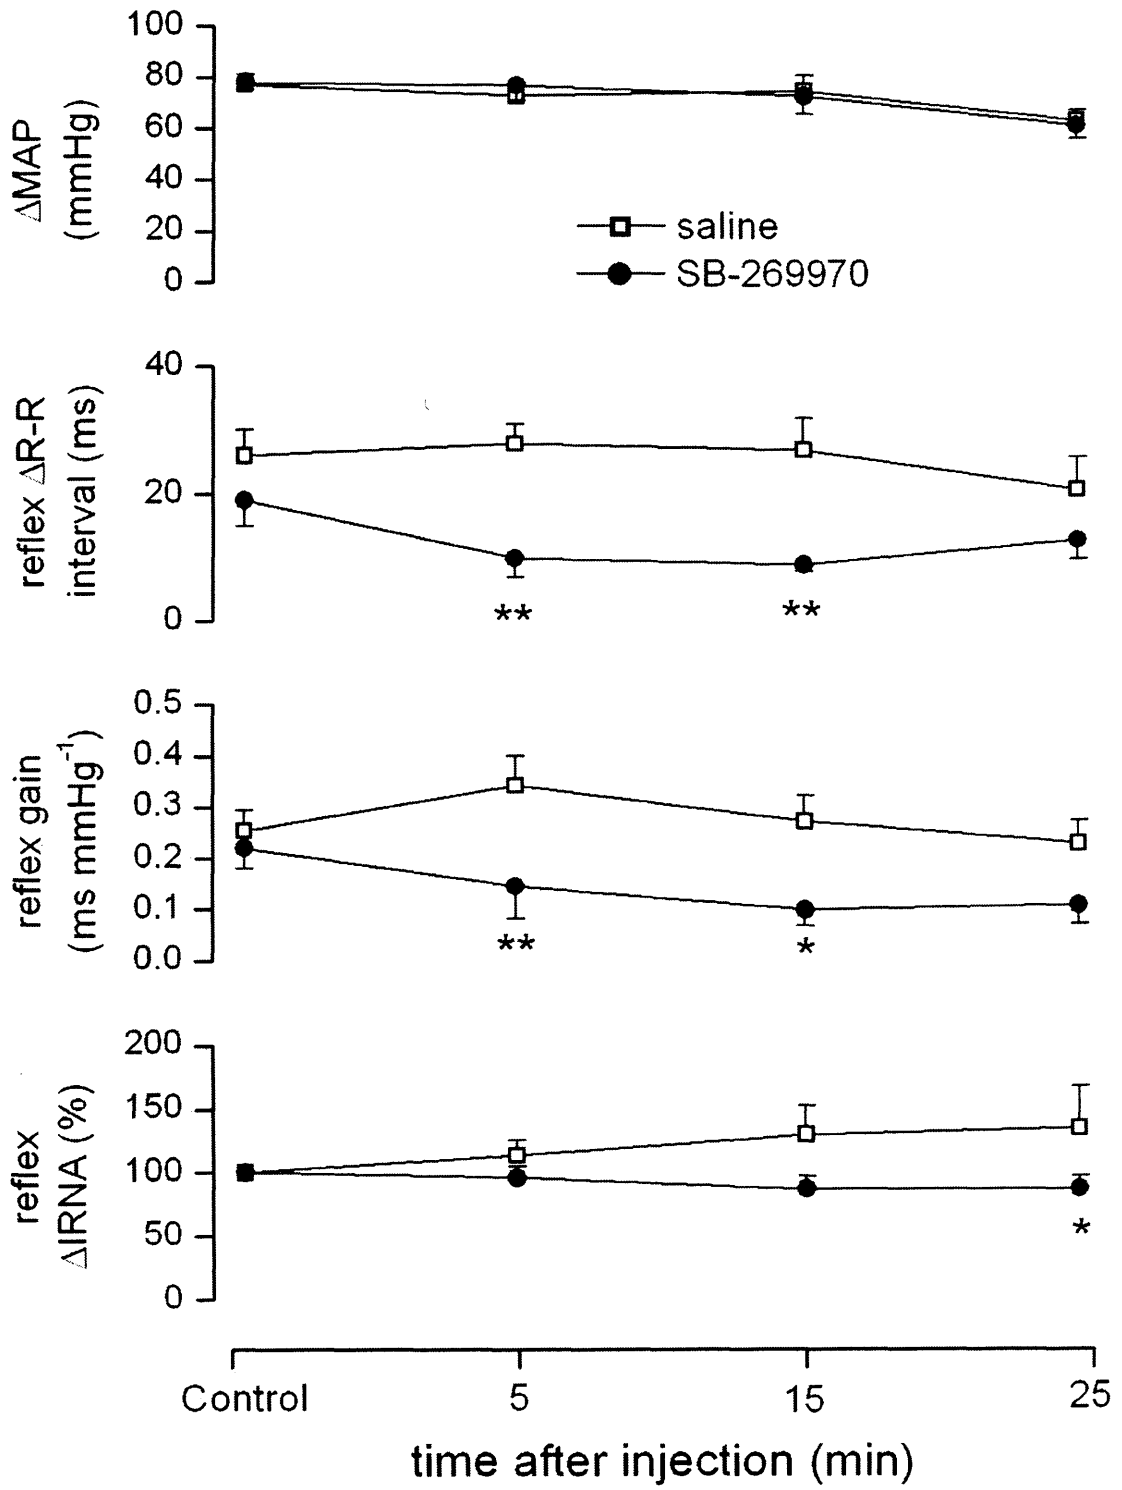 ΔMAP
(mmHg)
100
80
60
40
20
0
saline
SB-269970
reflex ΔR-R
interval (ms)
40
20
0
**
**
reflex gain
(ms mmHg⁻¹)
0.5
0.4
0.3
0.2
0.1
0.0
**
*
reflex
ΔIRNA (%)
200
150
100
50
0
*
Control 5 15 25
time after injection (min)